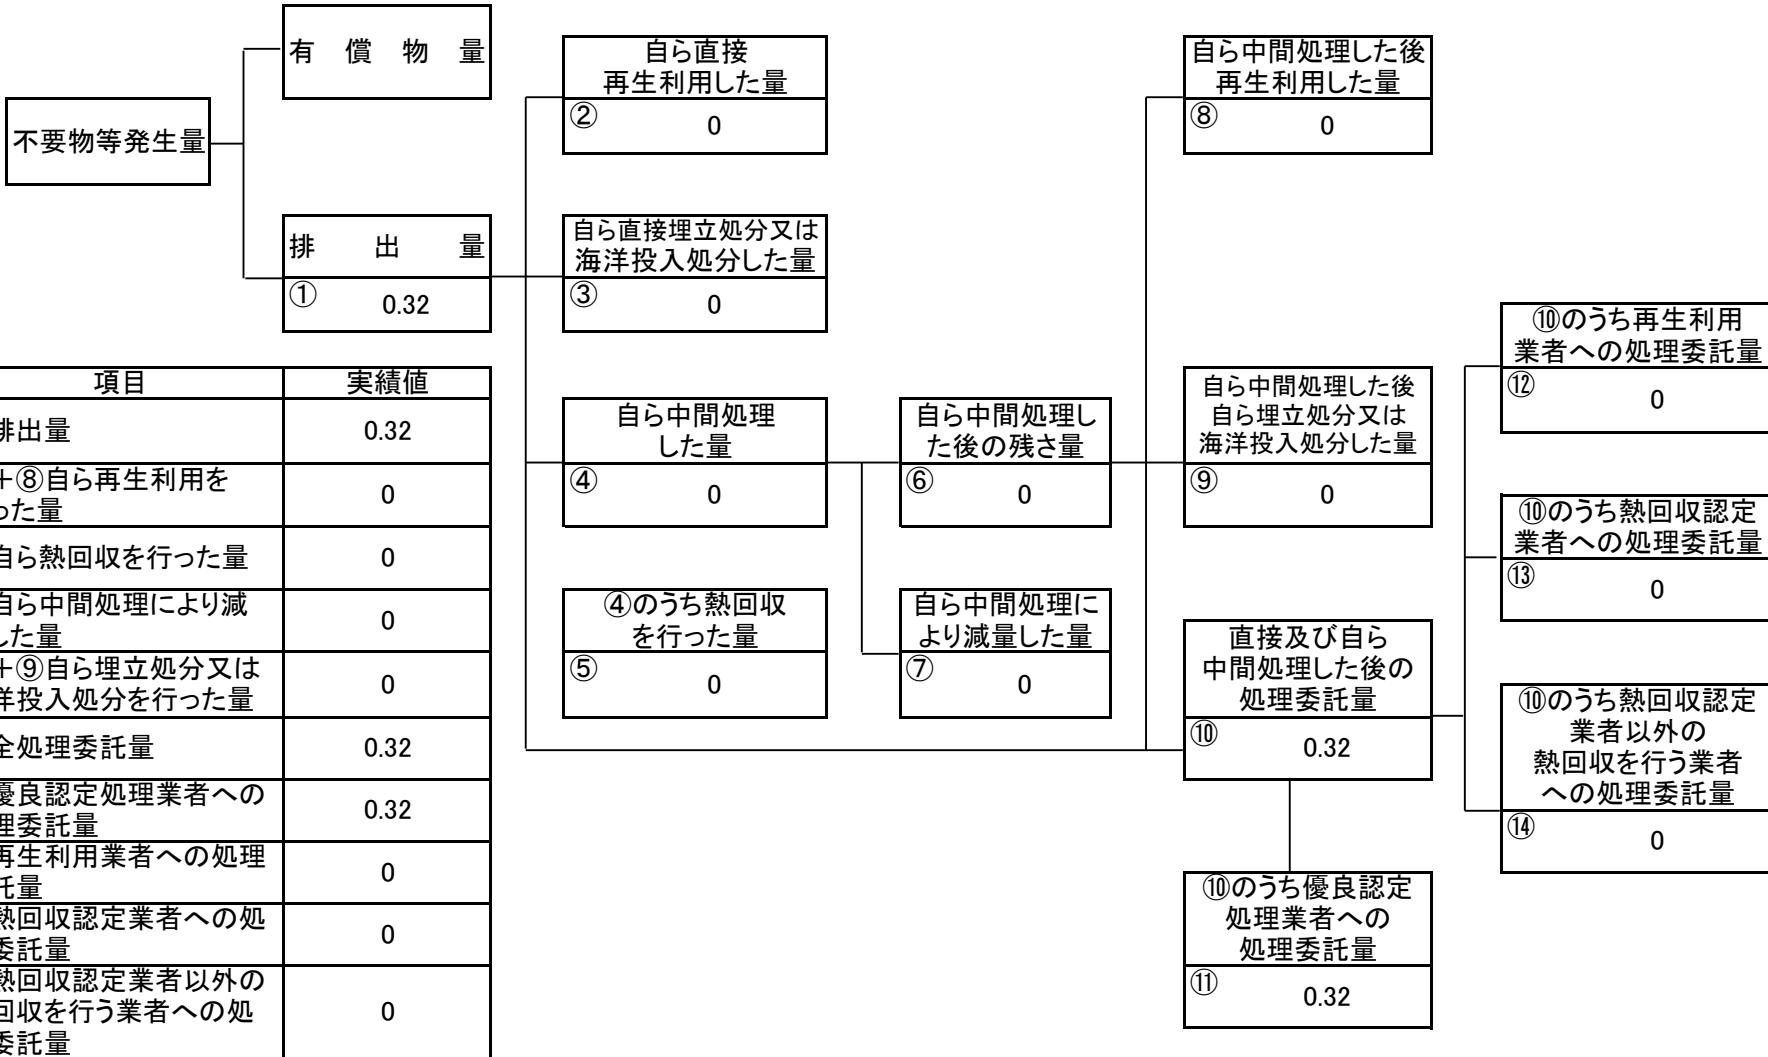 有償物量
自ら直接
再生利用した量
②
0
自ら中間処理した後
再生利用した量
⑧
0
不要物等発生量
排出量
①
0.32
自ら直接埋立処分又は
海洋投入処分した量
③
0
⑩のうち再生利用
業者への処理委託量
⑫
0
自ら中間処理
した量
④
0
自ら中間処理し
た後の残さ量
⑥
0
自ら中間処理した後
自ら埋立処分又は
海洋投入処分した量
⑨
0
⑩のうち熱回収認定
業者への処理委託量
⑬
0
④のうち熱回収
を行った量
⑤
0
自ら中間処理に
より減量した量
⑦
0
直接及び自ら
中間処理した後の
処理委託量
⑩
0.32
⑩のうち熱回収認定
業者以外の
熱回収を行う業者
への処理委託量
⑭
0
⑩のうち優良認定
処理業者への
処理委託量
⑪
0.32
項目 実績値
排出量 0.32
+⑧自ら再生利用を
った量
0
自ら熱回収を行った量 0
自ら中間処理により減
した量
0
+⑨自ら埋立処分又は
洋投入処分を行った量
0
全処理委託量 0.32
優良認定処理業者への
理委託量
0.32
再生利用業者への処理
託量
0
熱回収認定業者への処
委託量
0
熱回収認定業者以外の
回収を行う業者への処
委託量
0